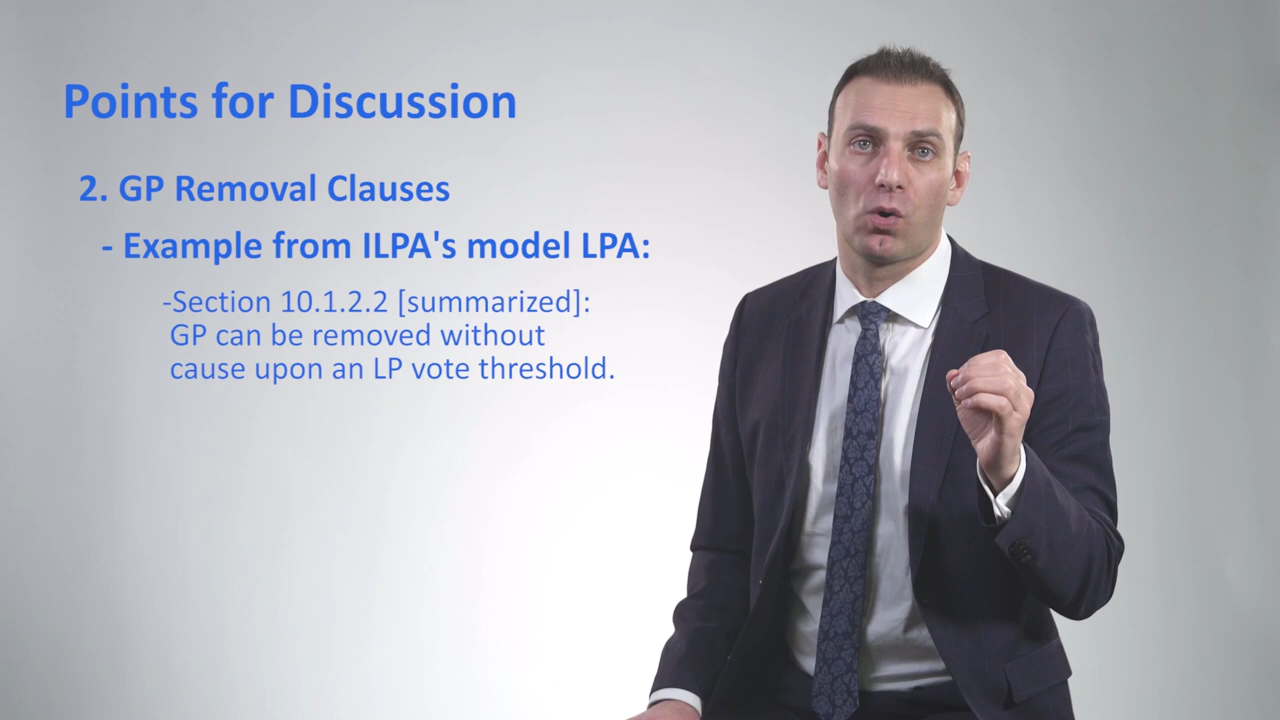 Points for Discussion
2. GP Removal Clauses
- Example from ILPA's model LPA:
-Section 10.1.2.2 [summarized]:
GP can be removed without
cause upon an LP vote threshold.